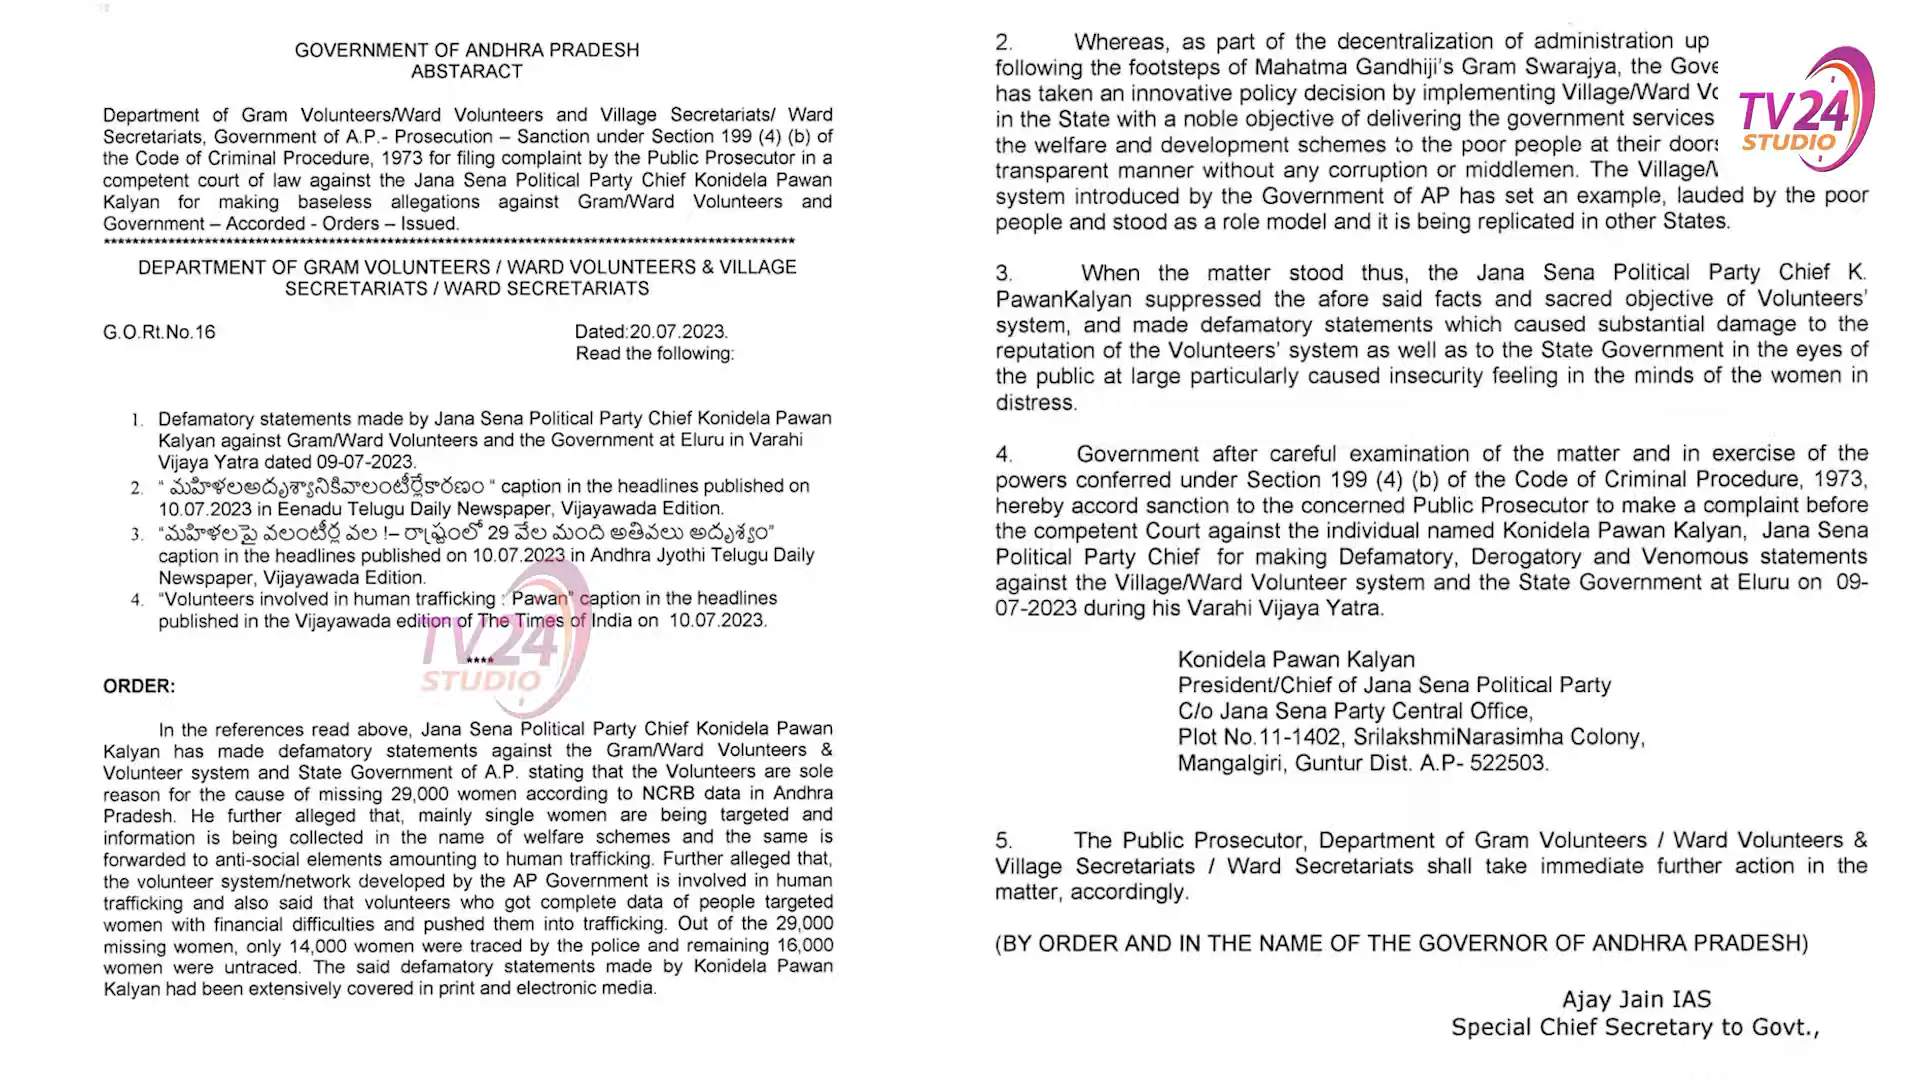 GOVERNMENT OF ANDHRA PRADESH
ABSTARACT
Department of Gram Volunteers/Ward Volunteers and Village Secretariats/ Ward
Secretariats, Government of A.P.- Prosecution – Sanction under Section 199 (4) (b) of
the Code of Criminal Procedure, 1973 for filing complaint by the Public Prosecutor in a
competent court of law against the Jana Sena Political Party Chief Konidela Pawan
Kalyan for making baseless allegations against Gram/Ward Volunteers and
Government – Accorded - Orders – Issued.
****************************************************************************************************
DEPARTMENT OF GRAM VOLUNTEERS / WARD VOLUNTEERS & VILLAGE
SECRETARIATS / WARD SECRETARIATS
G.O.Rt.No.16 Dated:20.07.2023.
Read the following:
1. Defamatory statements made by Jana Sena Political Party Chief Konidela Pawan
Kalyan against Gram/Ward Volunteers and the Government at Eluru in Varahi
Vijaya Yatra dated 09-07-2023.
2. “ మహిళలఅదృశ్యానికివాలంటీర్లేకారణం “ caption in the headlines published on
10.07.2023 in Eenadu Telugu Daily Newspaper, Vijayawada Edition.
3. “మహిళలపై వలంటీర్ల వల !– రాష్ట్రంలో 29 వేల మంది అతివలు అదృశ్యం”
caption in the headlines published on 10.07.2023 in Andhra Jyothi Telugu Daily
Newspaper, Vijayawada Edition.
4. “Volunteers involved in human trafficking : Pawan” caption in the headlines
published in the Vijayawada edition of The Times of India on 10.07.2023.
****
TV24
STUDIO
ORDER:
In the references read above, Jana Sena Political Party Chief Konidela Pawan
Kalyan has made defamatory statements against the Gram/Ward Volunteers &
Volunteer system and State Government of A.P. stating that the Volunteers are sole
reason for the cause of missing 29,000 women according to NCRB data in Andhra
Pradesh. He further alleged that, mainly single women are being targeted and
information is being collected in the name of welfare schemes and the same is
forwarded to anti-social elements amounting to human trafficking. Further alleged that,
the volunteer system/network developed by the AP Government is involved in human
trafficking and also said that volunteers who got complete data of people targeted
women with financial difficulties and pushed them into trafficking. Out of the 29,000
missing women, only 14,000 women were traced by the police and remaining 16,000
women were untraced. The said defamatory statements made by Konidela Pawan
Kalyan had been extensively covered in print and electronic media.
2. Whereas, as part of the decentralization of administration up
following the footsteps of Mahatma Gandhiji’s Gram Swarajya, the Gove
has taken an innovative policy decision by implementing Village/Ward Vo
in the State with a noble objective of delivering the government services
the welfare and development schemes to the poor people at their doors
transparent manner without any corruption or middlemen. The Village/
system introduced by the Government of AP has set an example, lauded by the poor
people and stood as a role model and it is being replicated in other States.
TV24
STUDIO
3. When the matter stood thus, the Jana Sena Political Party Chief K.
PawanKalyan suppressed the afore said facts and sacred objective of Volunteers’
system, and made defamatory statements which caused substantial damage to the
reputation of the Volunteers’ system as well as to the State Government in the eyes of
the public at large particularly caused insecurity feeling in the minds of the women in
distress.
4. Government after careful examination of the matter and in exercise of the
powers conferred under Section 199 (4) (b) of the Code of Criminal Procedure, 1973,
hereby accord sanction to the concerned Public Prosecutor to make a complaint before
the competent Court against the individual named Konidela Pawan Kalyan, Jana Sena
Political Party Chief for making Defamatory, Derogatory and Venomous statements
against the Village/Ward Volunteer system and the State Government at Eluru on 09-
07-2023 during his Varahi Vijaya Yatra.
Konidela Pawan Kalyan
President/Chief of Jana Sena Political Party
C/o Jana Sena Party Central Office,
Plot No.11-1402, SrilakshmiNarasimha Colony,
Mangalgiri, Guntur Dist. A.P- 522503.
5. The Public Prosecutor, Department of Gram Volunteers / Ward Volunteers &
Village Secretariats / Ward Secretariats shall take immediate further action in the
matter, accordingly.
(BY ORDER AND IN THE NAME OF THE GOVERNOR OF ANDHRA PRADESH)
Ajay Jain IAS
Special Chief Secretary to Govt.,